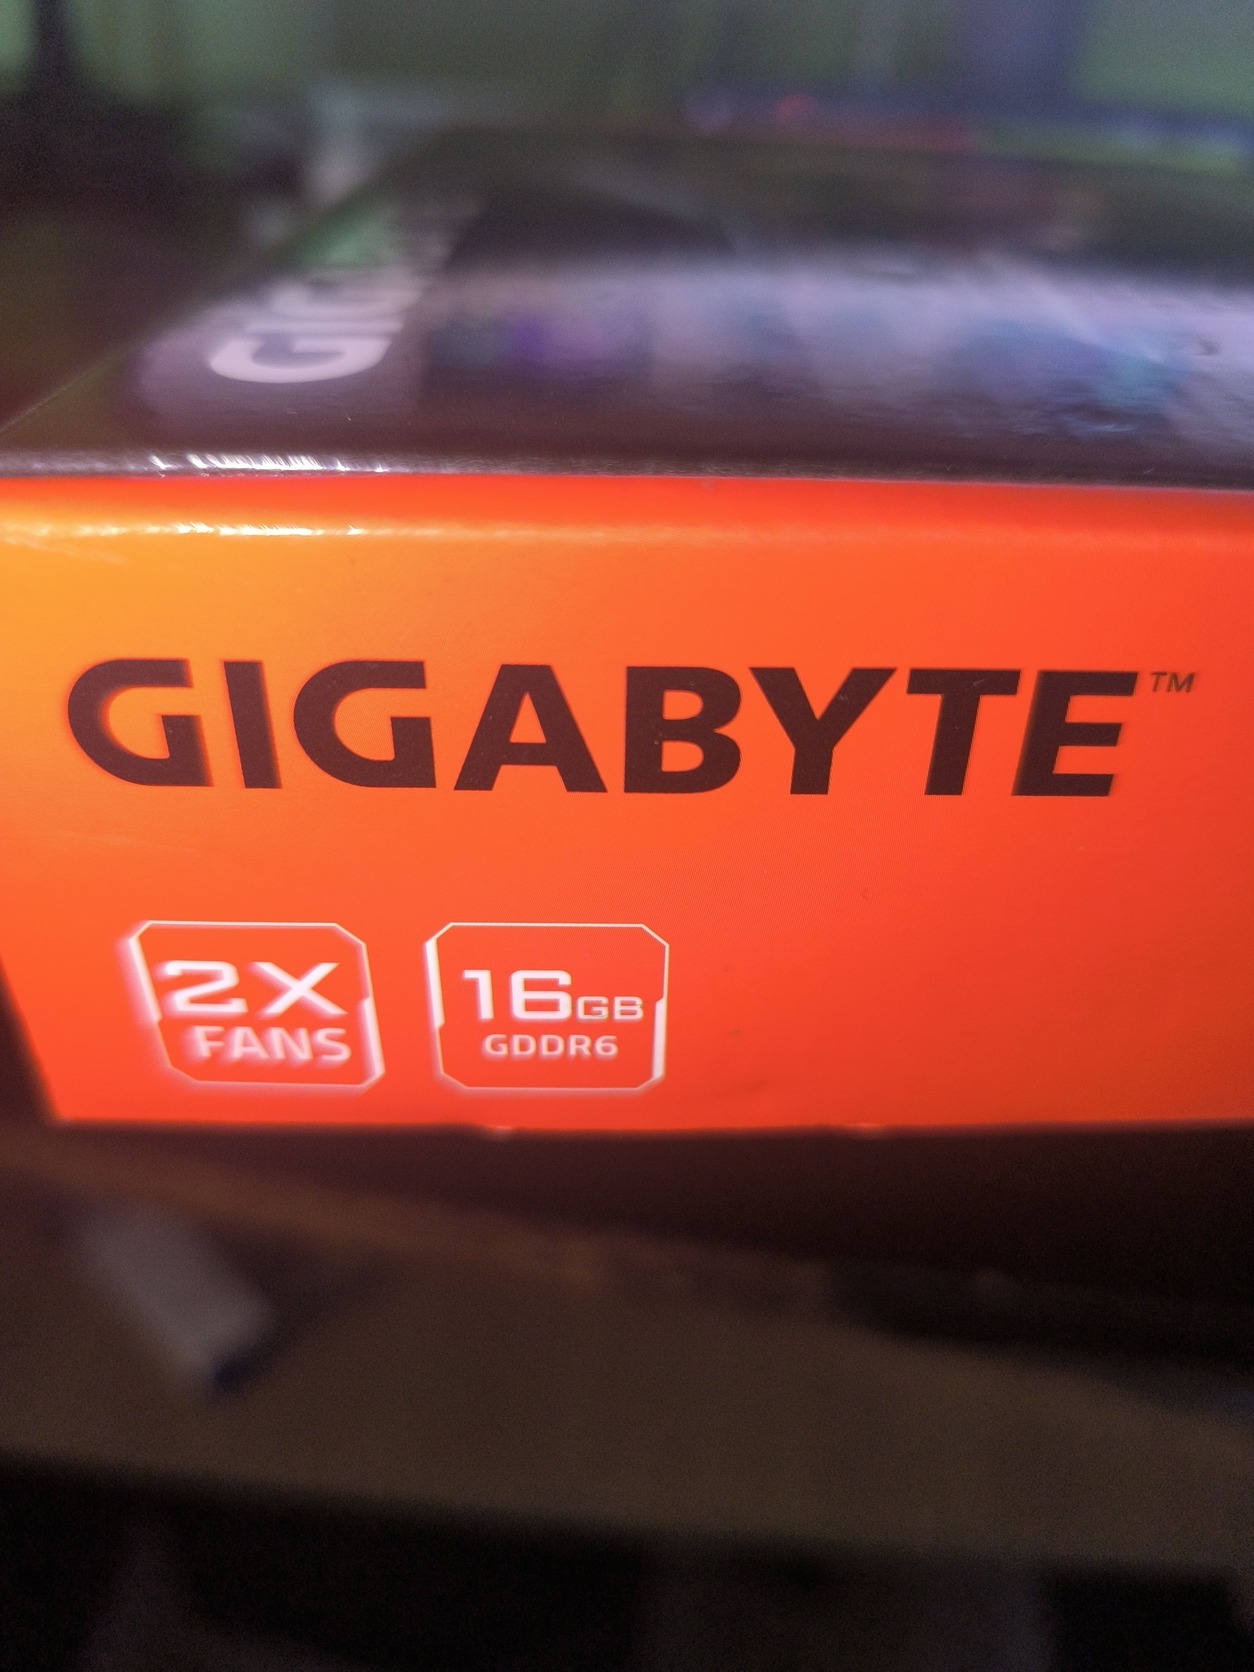 GIGABYTE™
2X
FANS
16GB
GDDR6